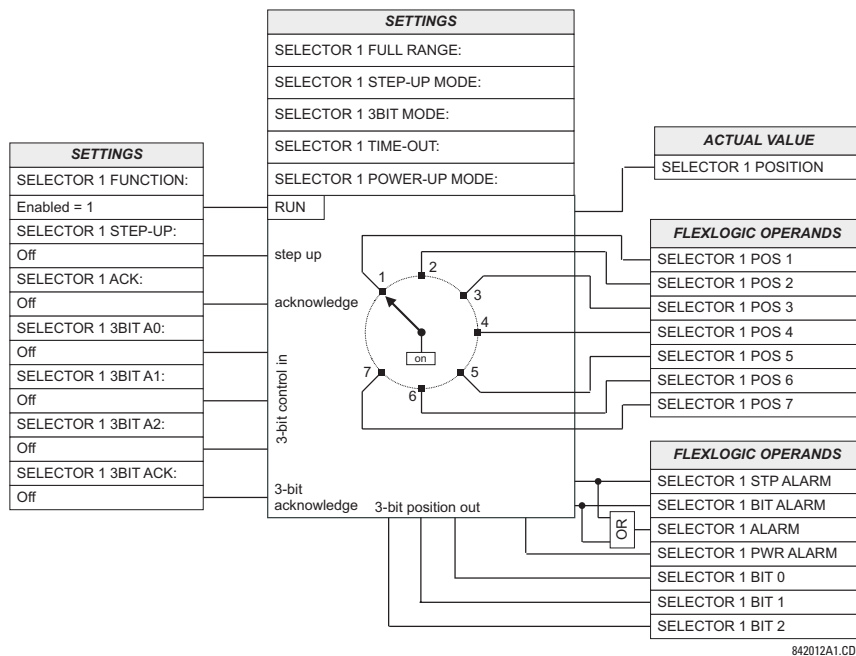 SETTINGS
SELECTOR 1 FULL RANGE:
SELECTOR 1 STEP-UP MODE:
SELECTOR 1 3BIT MODE:
SELECTOR 1 TIME-OUT:
SELECTOR 1 POWER-UP MODE:
SETTINGS
SELECTOR 1 FUNCTION:
Enabled = 1
SELECTOR 1 STEP-UP:
Off
SELECTOR 1 ACK:
Off
SELECTOR 1 3BIT A0:
Off
SELECTOR 1 3BIT A1:
Off
SELECTOR 1 3BIT A2:
Off
SELECTOR 1 3BIT ACK:
Off
RUN
step up
acknowledge
3-bit control in
3-bit
acknowledge
3-bit position out
1
2
3
4
5
6
7
on
ACTUAL VALUE
SELECTOR 1 POSITION
FLEXLOGIC OPERANDS
SELECTOR 1 POS 1
SELECTOR 1 POS 2
SELECTOR 1 POS 3
SELECTOR 1 POS 4
SELECTOR 1 POS 5
SELECTOR 1 POS 6
SELECTOR 1 POS 7
FLEXLOGIC OPERANDS
SELECTOR 1 STP ALARM
SELECTOR 1 BIT ALARM
OR
SELECTOR 1 ALARM
SELECTOR 1 PWR ALARM
SELECTOR 1 BIT 0
SELECTOR 1 BIT 1
SELECTOR 1 BIT 2
842012A1.CD